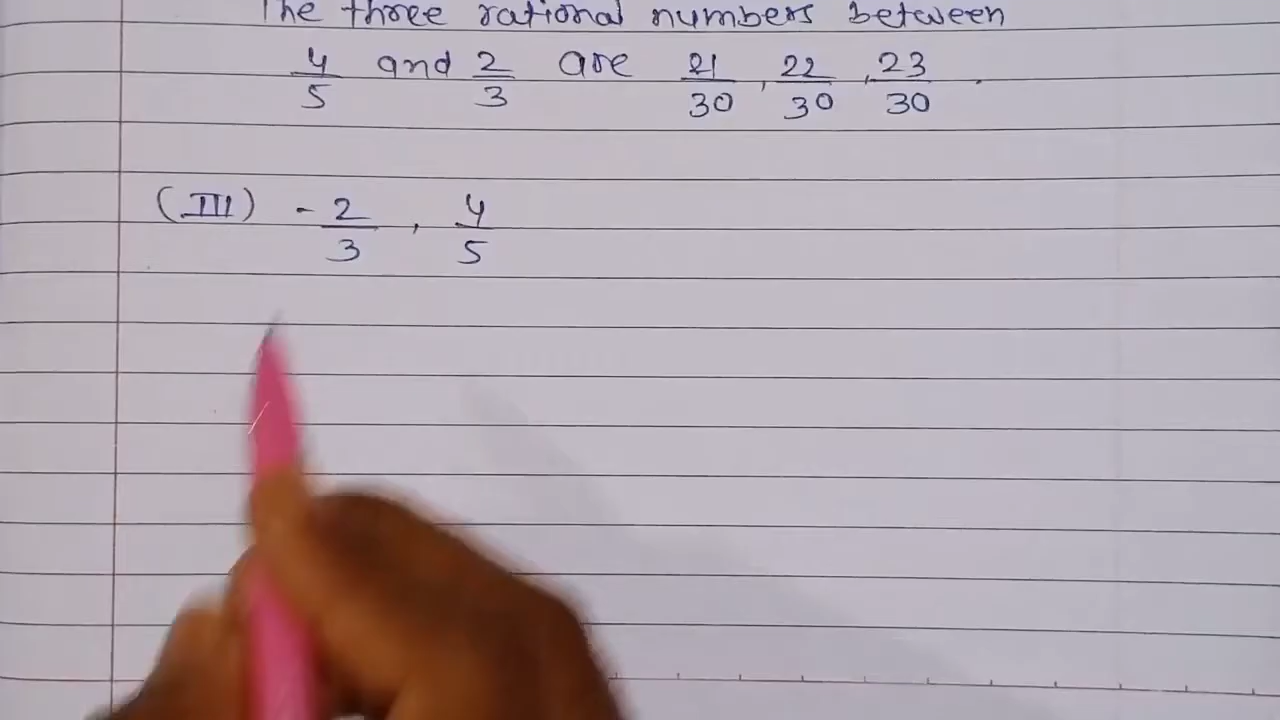 The three rational numbers between
4/5 and 2/3 are 21/30, 22/30, 23/30.
(III) -2/3, 4/5